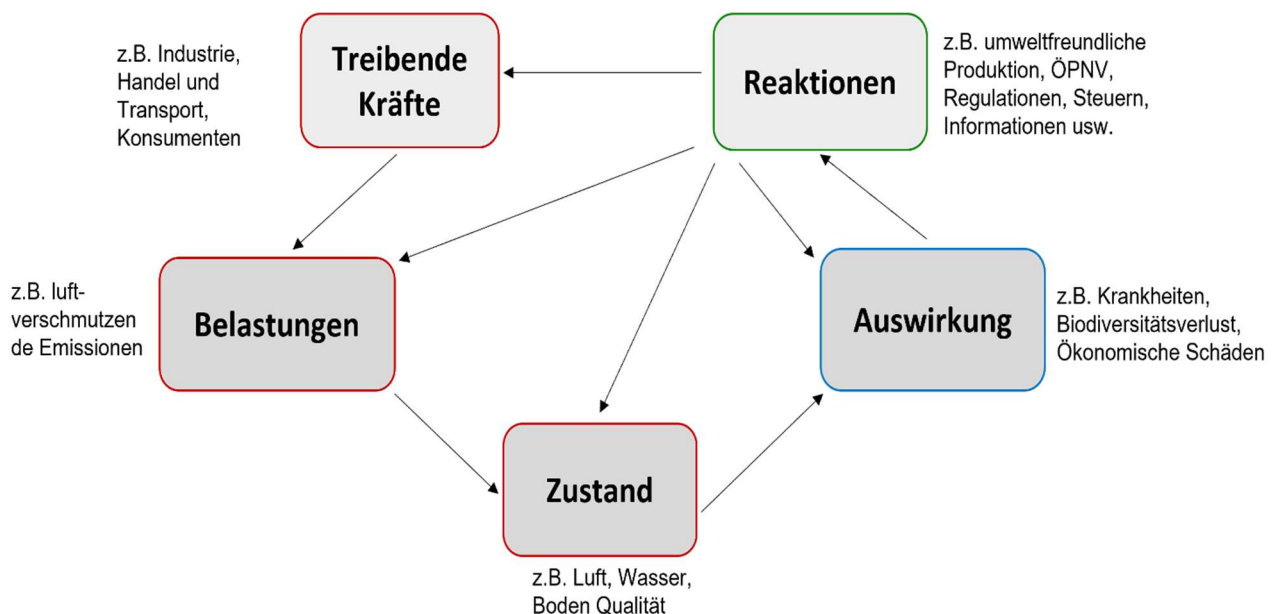 z.B. Industrie,
Handel und
Transport,
Konsumenten
Treibende
Kräfte
Reaktionen
z.B. umweltfreundliche
Produktion, ÖPNV,
Regulationen, Steuern,
Informationen usw.
z.B. luft-
verschmutzen
de Emissionen
Belastungen
Auswirkung
z.B. Krankheiten,
Biodiversitätsverlust,
Ökonomische Schäden
Zustand
z.B. Luft, Wasser,
Boden Qualität